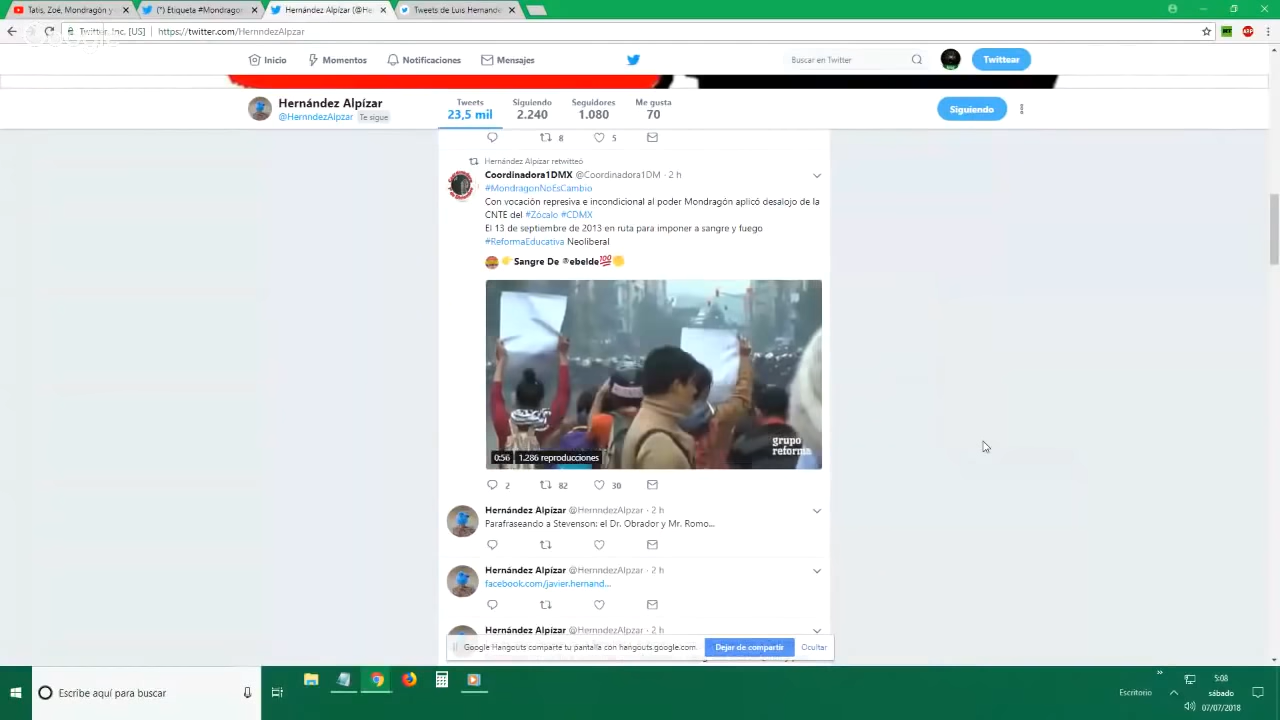 Tatis, Zoé, Mondragón y
(*) Etiqueta #Mondrago
Hernández Alpízar (@He
Tweets de Luis Hernande
Twitter, Inc. [US] https://twitter.com/HernndezAlpzar
Inicio Momentos Notificaciones Mensajes Buscar en Twitter Twittear
Hernández Alpízar
@HernndezAlpzar Te sigue
Tweets Siguiendo Seguidores Me gusta
23,5 mil 2.240 1.080 70
Siguiendo
8 5
Hernández Alpízar retwitteó
Coordinadora1DMX @Coordinadora1DM · 2 h
#MondragonNoEsCambio
Con vocación represiva e incondicional al poder Mondragón aplicó desalojo de la
CNTE del #Zócalo #CDMX
El 13 de septiembre de 2013 en ruta para imponer a sangre y fuego
#ReformaEducativa Neoliberal
Sangre De ®ebelde💯
grupo
reforma
0:56 1.286 reproducciones
2 82 30
Hernández Alpízar @HernndezAlpzar · 2 h
Parafraseando a Stevenson: el Dr. Obrador y Mr. Romo...
Hernández Alpízar @HernndezAlpzar · 2 h
facebook.com/javier.hernand...
Hernández Alpízar @HernndezAlpzar · 2 h
Google Hangouts comparte tu pantalla con hangouts.google.com. Dejar de compartir Ocultar
Escribe aquí para buscar
Escritorio
5:08
sábado
07/07/2018